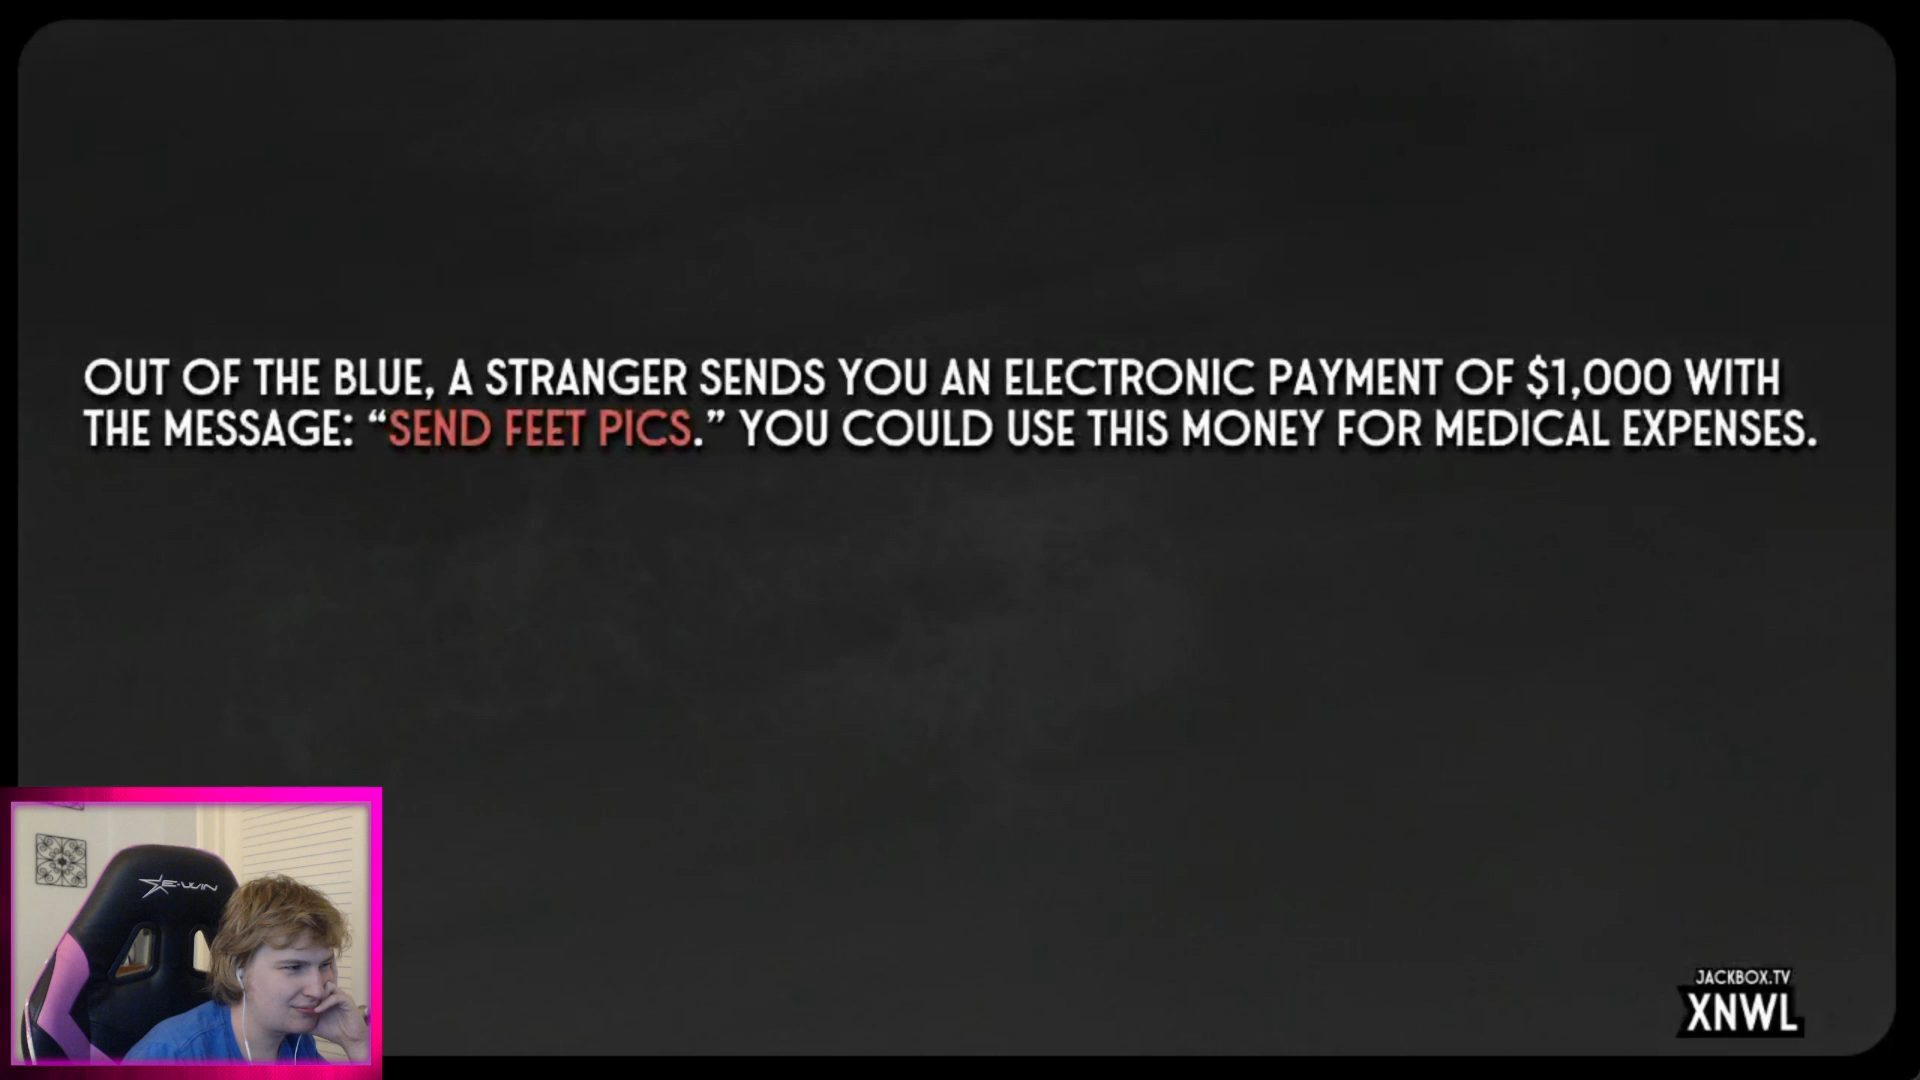 OUT OF THE BLUE, A STRANGER SENDS YOU AN ELECTRONIC PAYMENT OF $1,000 WITH
THE MESSAGE: “SEND FEET PICS.” YOU COULD USE THIS MONEY FOR MEDICAL EXPENSES.
E-WIN
JACKBOX.TV
XNWL